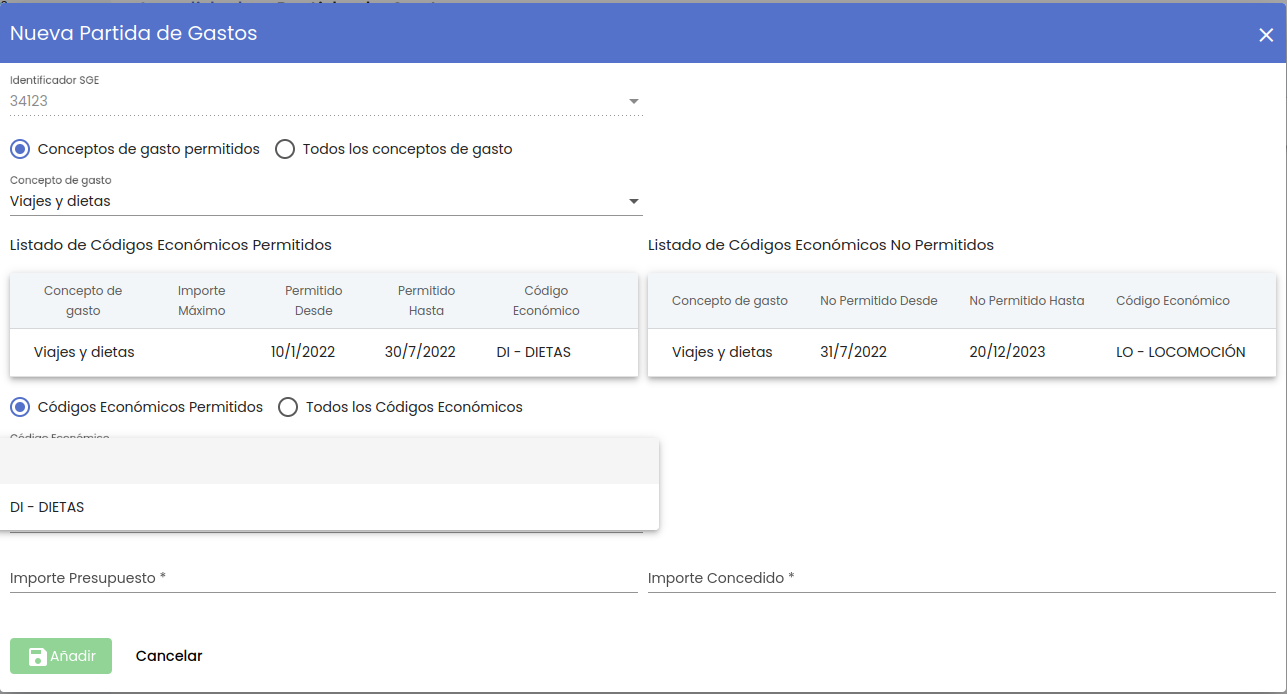 Nueva Partida de Gastos
Identificador SGE
34123
Conceptos de gasto permitidos Todos los conceptos de gasto
Concepto de gasto
Viajes y dietas
Listado de Códigos Económicos Permitidos
Concepto de gasto Importe Máximo Permitido Desde Permitido Hasta Código Económico
Viajes y dietas 10/1/2022 30/7/2022 DI - DIETAS
Listado de Códigos Económicos No Permitidos
Concepto de gasto No Permitido Desde No Permitido Hasta Código Económico
Viajes y dietas 31/7/2022 20/12/2023 LO - LOCOMOCIÓN
Códigos Económicos Permitidos Todos los Códigos Económicos
Código Económico
DI - DIETAS
Importe Presupuesto * Importe Concedido *
Añadir Cancelar